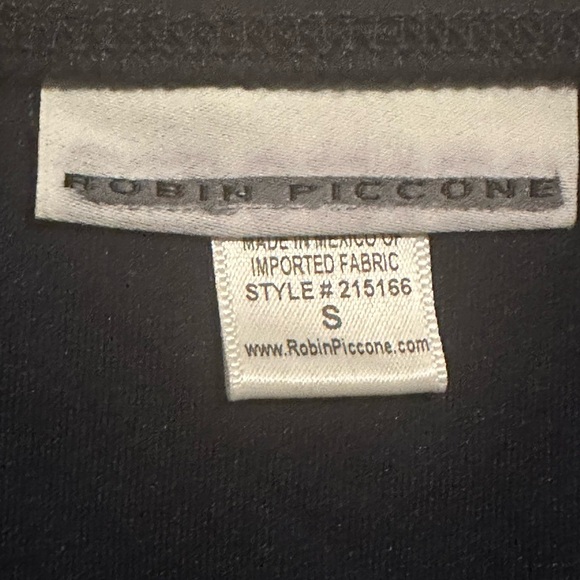 ROBIN PICCONE
MADE IN MEXICO OF
IMPORTED FABRIC
STYLE # 215166
S
www.RobinPiccone.com